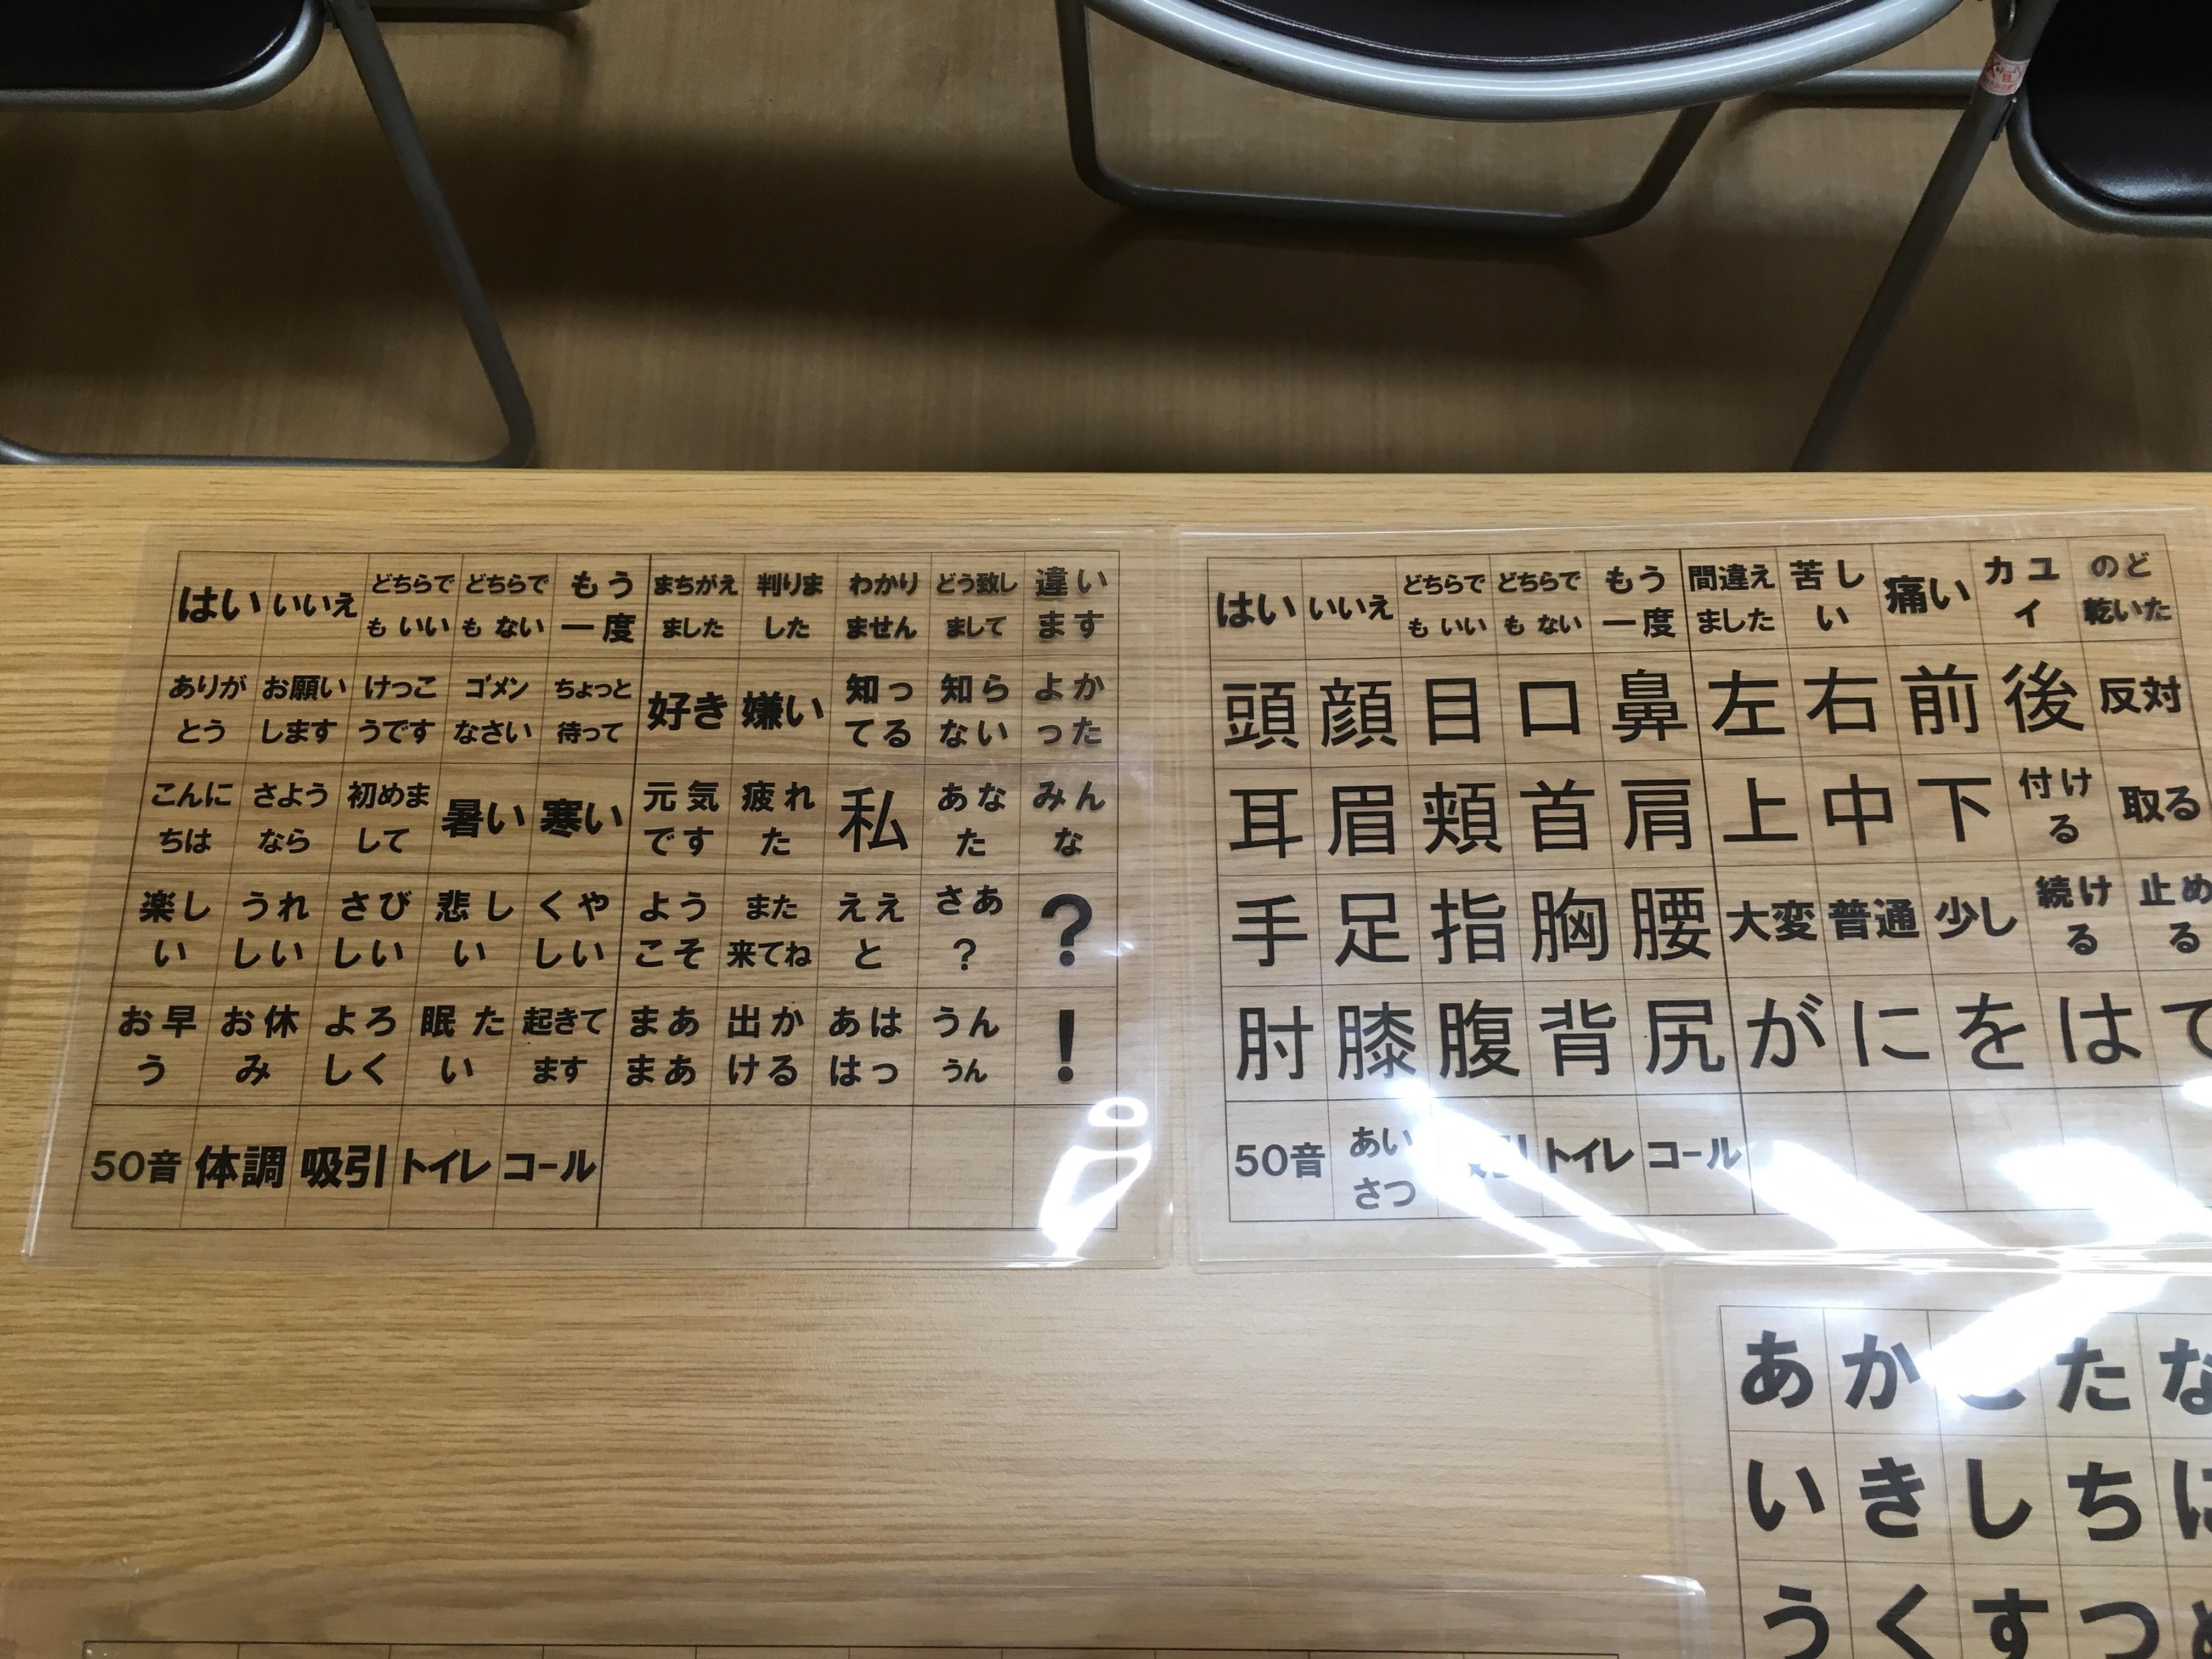 はい いいえ どちらでも いい どちらでも ない もう一度 まちがえました 判りました わかりません どう致しまして 違います
ありがとう お願いします けっこうです ゴメンなさい ちょっと待って 好き 嫌い 知ってる 知らない よかった
こんにちは さようなら 初めまして 暑い 寒い 元気です 疲れた 私 あなた みんな
楽しい うれしい さびしい 悲しい くやしい ようこそ また来てね ええと さあ? ?
お早う お休み よろしく 眠たい 起きてます まあまあ 出かける あははっ うんうん !
50音 体調 吸引 トイレ コール
はい いいえ どちらでも いい どちらでも ない もう一度 間違えました 苦しい 痛い カユイ のど乾いた
頭 顔 目 口 鼻 左 右 前 後 反対
耳 眉 頬 首 肩 上 中 下 付ける 取る
手 足 指 胸 腰 大変 普通 少し 続ける 止める
肘 膝 腹 背 尻 が に を は て
50音 あいさつ トイレ コール
あ か た な
い き し ち に
う く す つ